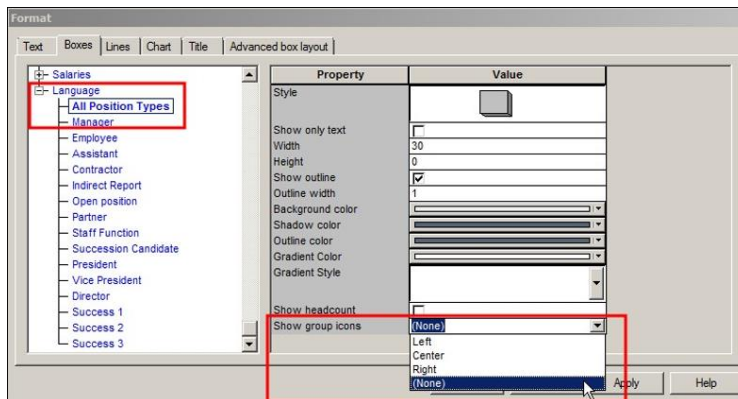 Format
Text Boxes Lines Chart Title Advanced box layout
Salaries
Language
All Position Types
Manager
Employee
Assistant
Contractor
Indirect Report
Open position
Partner
Staff Function
Succession Candidate
President
Vice President
Director
Success 1
Success 2
Success 3
Property Value
Style
Show only text
Width 30
Height 0
Show outline
Outline width 1
Background color
Shadow color
Outline color
Gradient Color
Gradient Style
Show headcount
Show group icons (None)
Left
Center
Right
(None)
Apply Help